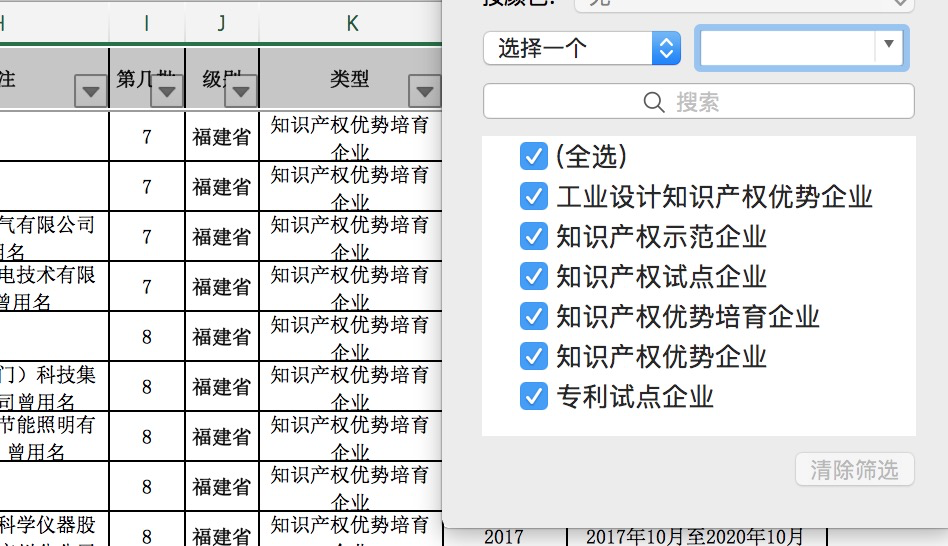 按颜色: 无
I J K
选择一个
搜索
注 第几批 级别 类型
(全选)
工业设计知识产权优势企业
知识产权示范企业
知识产权试点企业
知识产权优势培育企业
知识产权优势企业
专利试点企业
清除筛选
7 福建省 知识产权优势培育
企业
7 福建省 知识产权优势培育
企业
气有限公司 7 福建省 知识产权优势培育
用名 企业
电技术有限 7 福建省 知识产权优势培育
曾用名 企业
8 福建省 知识产权优势培育
企业
门）科技集 8 福建省 知识产权优势培育
司曾用名 企业
节能照明有 8 福建省 知识产权优势培育
曾用名 企业
8 福建省 知识产权优势培育
企业
科学仪器股 8 福建省 知识产权优势培育
企业 2017 2017年10月至2020年10月